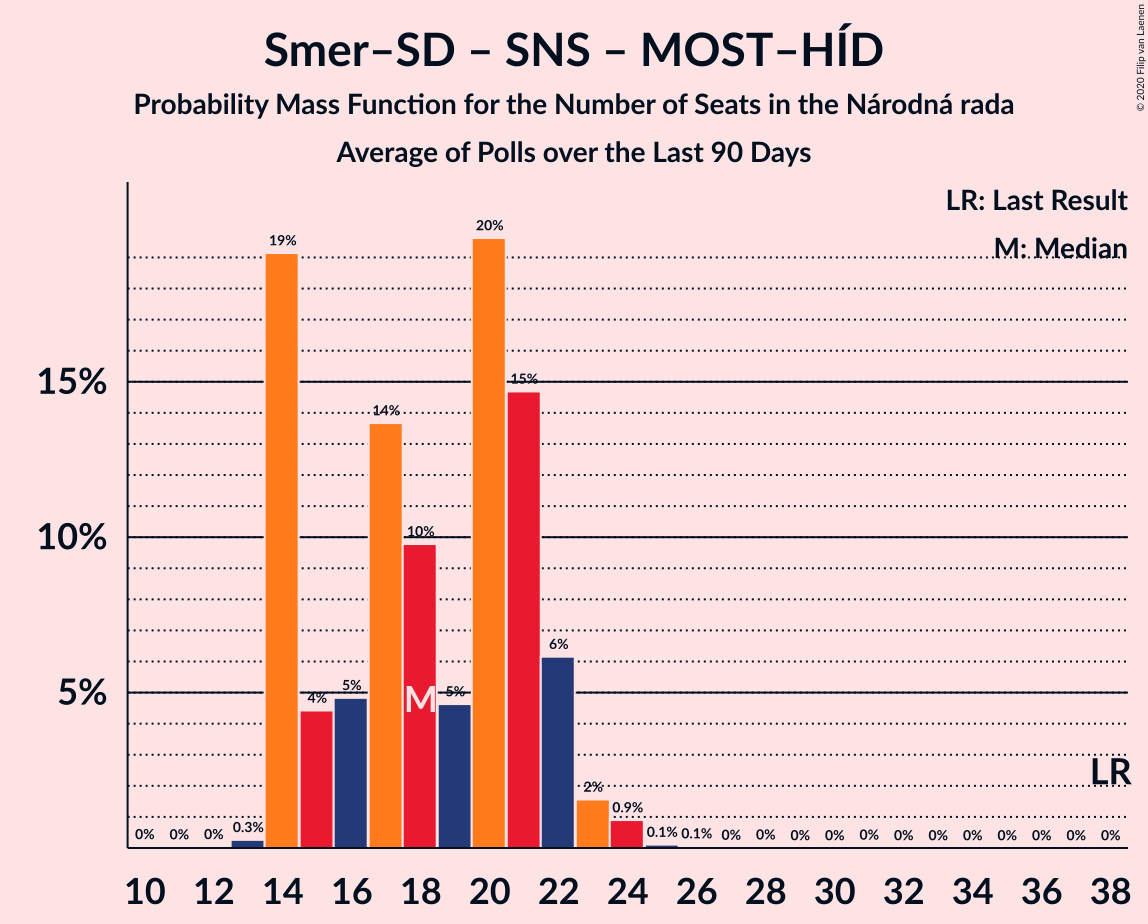 Smer–SD – SNS – MOST–HÍD
Probability Mass Function for the Number of Seats in the Národná rada
Average of Polls over the Last 90 Days
© 2020 Filip van Laenen
LR: Last Result
M: Median
15%
10%
5%
0% 0% 0% 0.3% 19% 4% 5% 14% 10% 5% 20% 15% 6% 2% 0.9% 0.1% 0.1% 0% 0% 0% 0% 0% 0% 0% 0% 0% 0% 0% 0%
M
LR
10 12 14 16 18 20 22 24 26 28 30 32 34 36 38